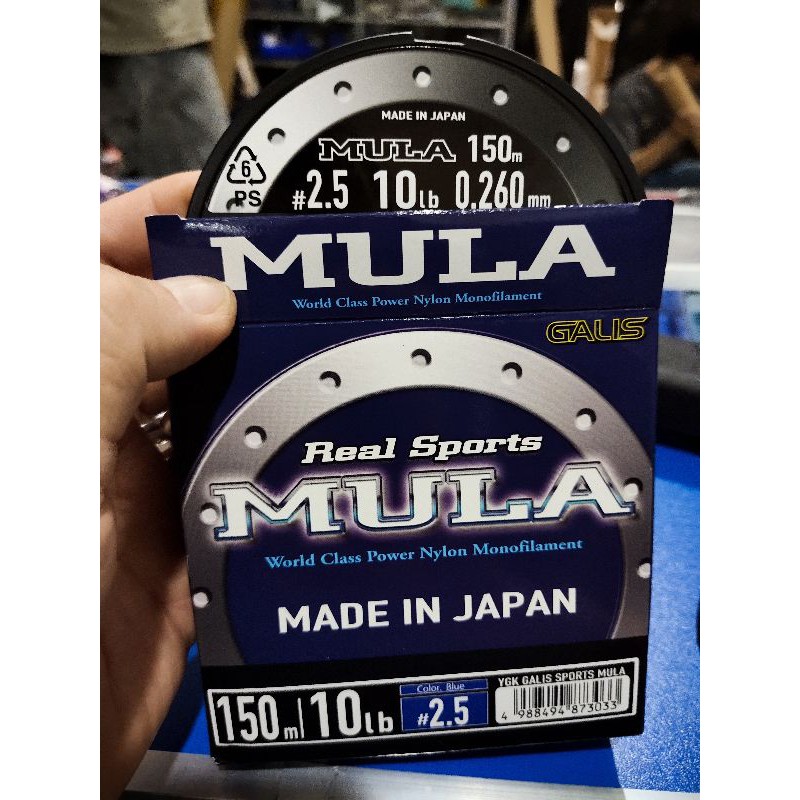 MADE IN JAPAN
MULA 150m
6
PS
#2.5 10lb 0.260mm
MULA
World Class Power Nylon Monofilament
GALIS
Real Sports
MULA
World Class Power Nylon Monofilament
MADE IN JAPAN
150m 10lb
Color. Blue
#2.5
YGK GALIS SPORTS MULA
4 988494 873033